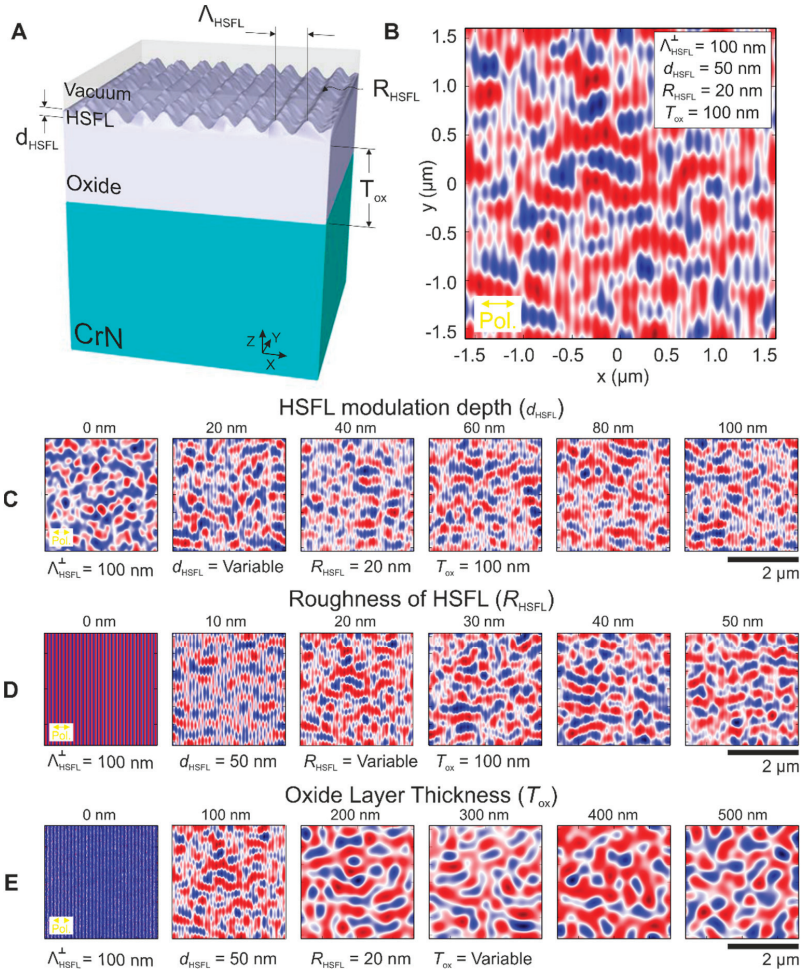 A
Λ_HSFL
Vacuum
HSFL
R_HSFL
d_HSFL
Oxide
T_ox
CrN
Z
Y
X
B
Λ⊥_HSFL = 100 nm
d_HSFL = 50 nm
R_HSFL = 20 nm
T_ox = 100 nm
1.5
1.0
0.5
0
-0.5
-1.0
-1.5
y (µm)
Pol.
-1.5 -1.0 -0.5 0 0.5 1.0 1.5
x (µm)
HSFL modulation depth (d_HSFL)
0 nm 20 nm 40 nm 60 nm 80 nm 100 nm
C
Pol.
Λ⊥_HSFL = 100 nm d_HSFL = Variable R_HSFL = 20 nm T_ox = 100 nm
2 µm
Roughness of HSFL (R_HSFL)
0 nm 10 nm 20 nm 30 nm 40 nm 50 nm
D
Pol.
Λ⊥_HSFL = 100 nm d_HSFL = 50 nm R_HSFL = Variable T_ox = 100 nm
2 µm
Oxide Layer Thickness (T_ox)
0 nm 100 nm 200 nm 300 nm 400 nm 500 nm
E
Pol.
Λ⊥_HSFL = 100 nm d_HSFL = 50 nm R_HSFL = 20 nm T_ox = Variable
2 µm